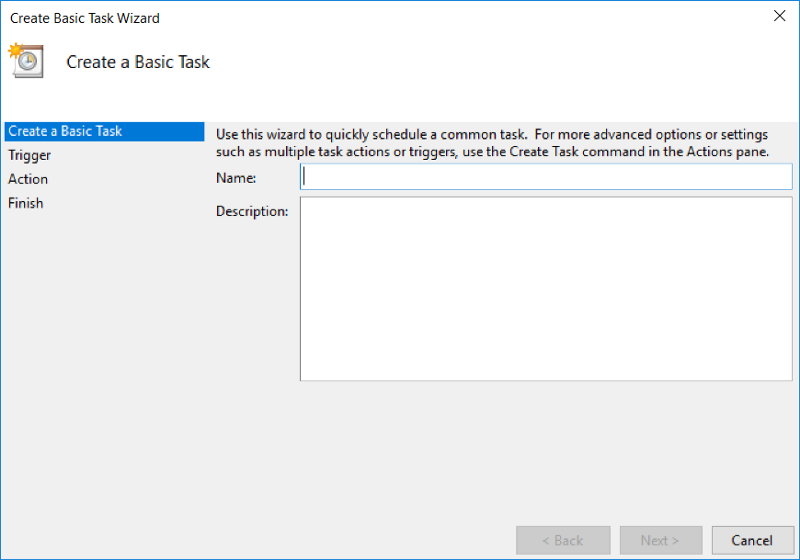 Create Basic Task Wizard
Create a Basic Task
Create a Basic Task
Trigger
Action
Finish
Use this wizard to quickly schedule a common task.  For more advanced options or settings
such as multiple task actions or triggers, use the Create Task command in the Actions pane.
Name:
Description:
< Back
Next >
Cancel